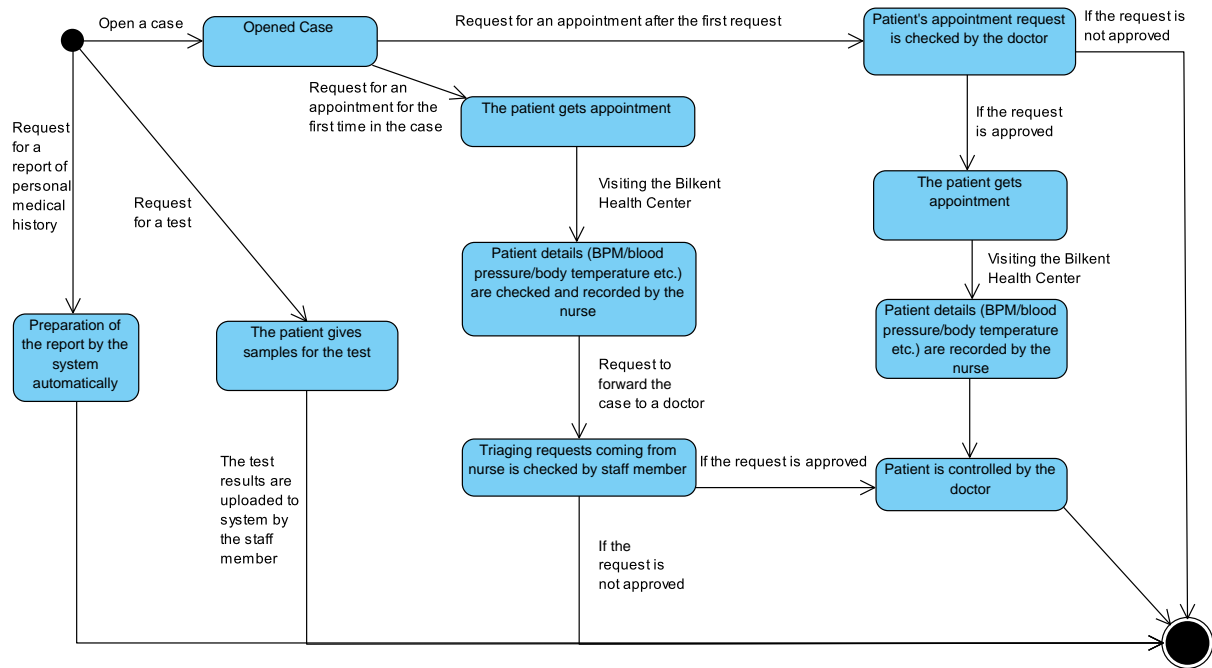 Open a case
Opened Case
Request for an appointment after the first request
Patient's appointment request
is checked by the doctor
If the request is
not approved
Request for an
appointment for the
first time in the case
The patient gets appointment
If the request
is approved
Request
for a
report of
personal
medical
history
Request
for a test
Visiting the Bilkent
Health Center
The patient gets
appointment
Patient details (BPM/blood
pressure/body temperature etc.)
are checked and recorded by the
nurse
Visiting the Bilkent
Health Center
Patient details (BPM/blood
pressure/body temperature
etc.) are recorded by the
nurse
Preparation of
the report by the
system
automatically
The patient gives
samples for the test
Request to
forward the
case to a doctor
Triaging requests coming from
nurse is checked by staff member
If the request is approved
Patient is controlled by the
doctor
The test
results are
uploaded to
system by
the staff
member
If the
request is
not approved